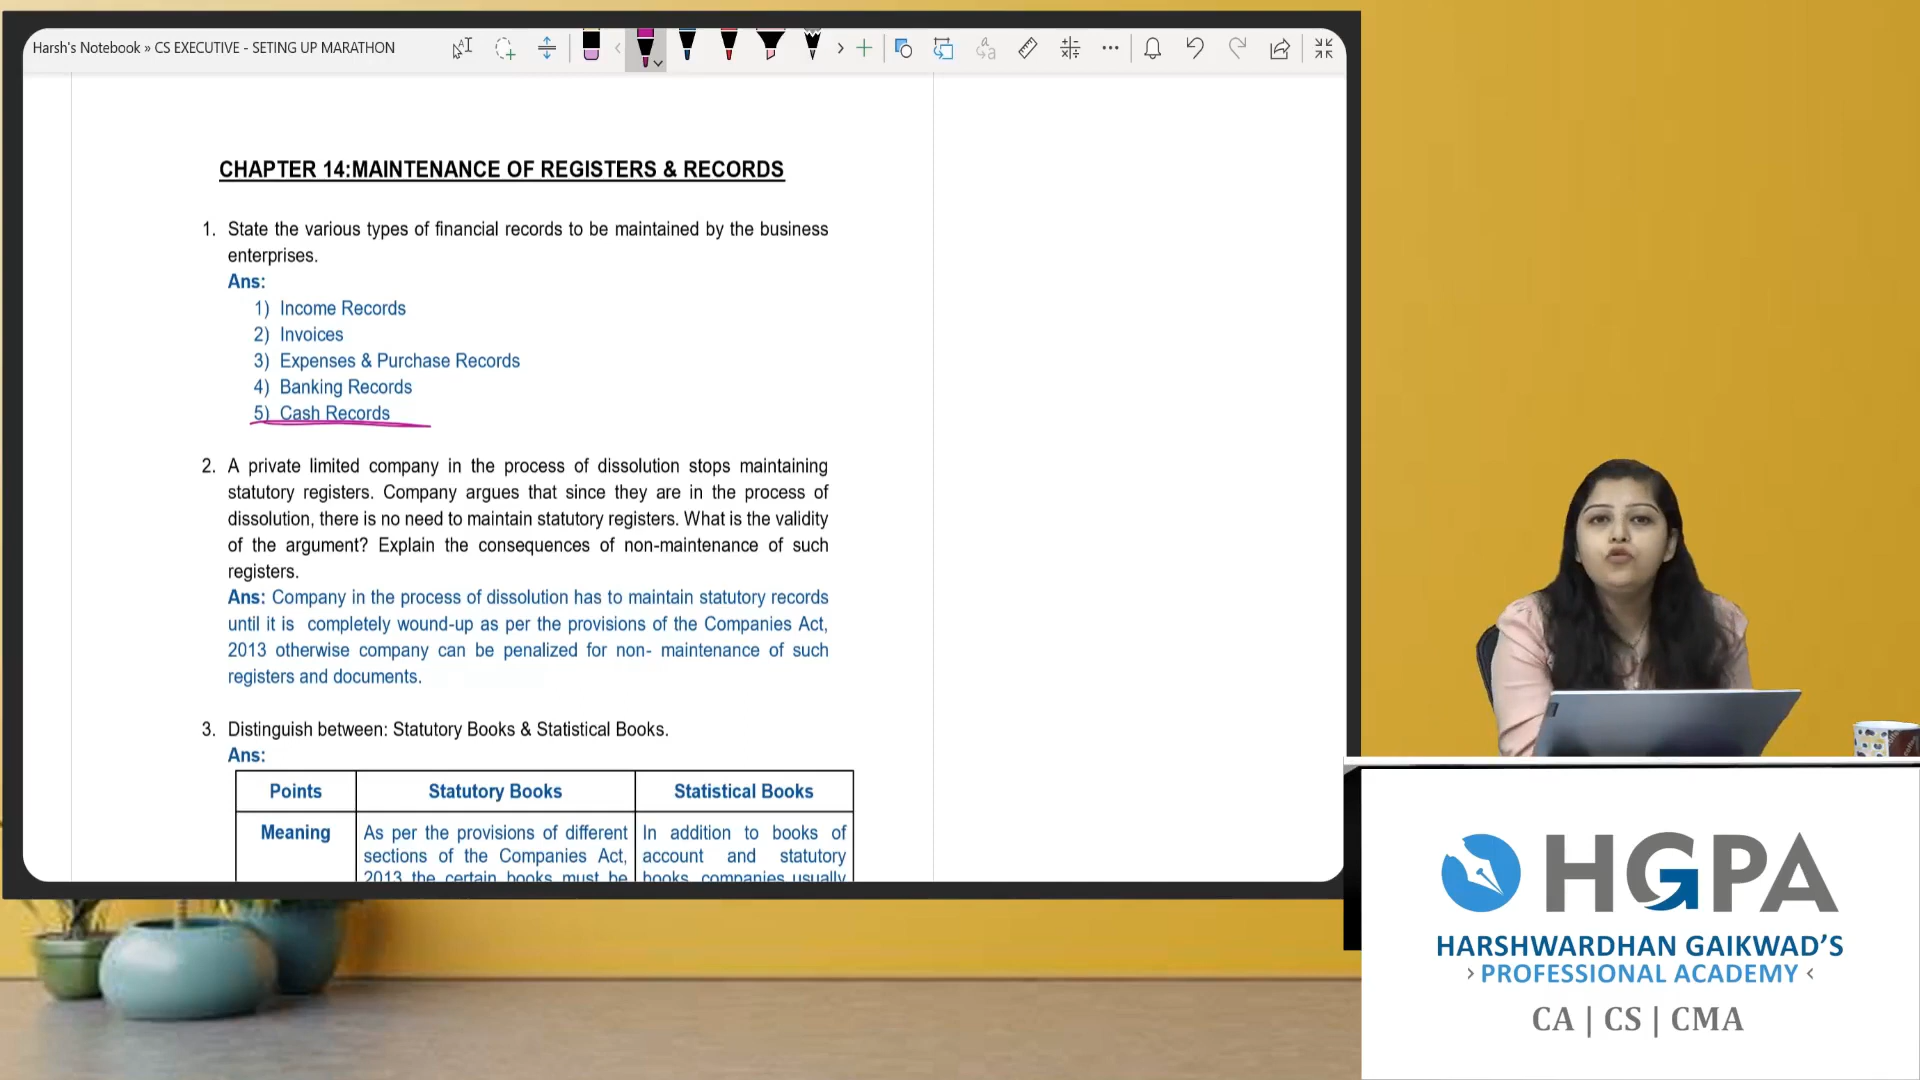 Harsh's Notebook » CS EXECUTIVE - SETING UP MARATHON
CHAPTER 14:MAINTENANCE OF REGISTERS & RECORDS
1. State the various types of financial records to be maintained by the business
enterprises.
Ans:
1) Income Records
2) Invoices
3) Expenses & Purchase Records
4) Banking Records
5) Cash Records
2. A private limited company in the process of dissolution stops maintaining
statutory registers. Company argues that since they are in the process of
dissolution, there is no need to maintain statutory registers. What is the validity
of the argument? Explain the consequences of non-maintenance of such
registers.
Ans: Company in the process of dissolution has to maintain statutory records
until it is completely wound-up as per the provisions of the Companies Act,
2013 otherwise company can be penalized for non- maintenance of such
registers and documents.
3. Distinguish between: Statutory Books & Statistical Books.
Ans:
Points Statutory Books Statistical Books
Meaning As per the provisions of different In addition to books of
sections of the Companies Act, account and statutory
2013 the certain books must be books, companies usually
HGPA
HARSHWARDHAN GAIKWAD'S
› PROFESSIONAL ACADEMY ‹
CA | CS | CMA